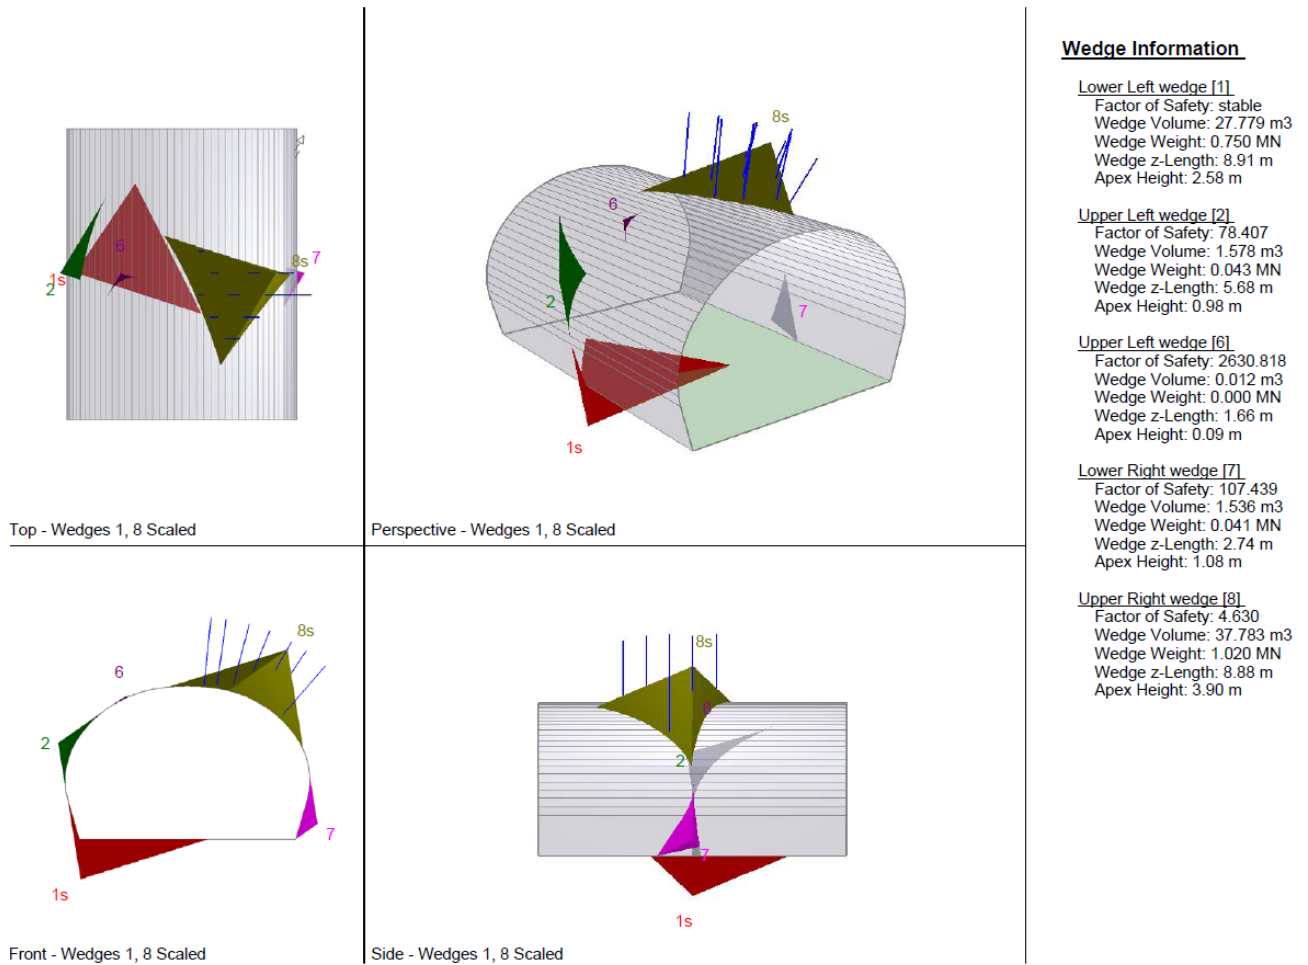 6
1s
2
8s
7
Top - Wedges 1, 8 Scaled
8s
6
2
7
1s
Perspective - Wedges 1, 8 Scaled
8s
6
2
7
1s
Front - Wedges 1, 8 Scaled
8s
6
2
7
1s
Side - Wedges 1, 8 Scaled
Wedge Information
Lower Left wedge [1]
Factor of Safety: stable
Wedge Volume: 27.779 m3
Wedge Weight: 0.750 MN
Wedge z-Length: 8.91 m
Apex Height: 2.58 m
Upper Left wedge [2]
Factor of Safety: 78.407
Wedge Volume: 1.578 m3
Wedge Weight: 0.043 MN
Wedge z-Length: 5.68 m
Apex Height: 0.98 m
Upper Left wedge [6]
Factor of Safety: 2630.818
Wedge Volume: 0.012 m3
Wedge Weight: 0.000 MN
Wedge z-Length: 1.66 m
Apex Height: 0.09 m
Lower Right wedge [7]
Factor of Safety: 107.439
Wedge Volume: 1.536 m3
Wedge Weight: 0.041 MN
Wedge z-Length: 2.74 m
Apex Height: 1.08 m
Upper Right wedge [8]
Factor of Safety: 4.630
Wedge Volume: 37.783 m3
Wedge Weight: 1.020 MN
Wedge z-Length: 8.88 m
Apex Height: 3.90 m